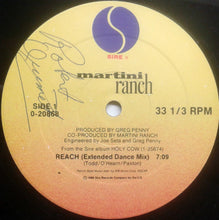 SIRE
martini
ranch
SIDE 1
0-20868
33 1/3 RPM
PRODUCED BY GREG PENNY
CO-PRODUCED BY MARTINI RANCH
Engineered by Joe Seta and Greg Penny
From the Sire album HOLY COW (1-25674)
REACH (Extended Dance Mix) 7:09
(Todd/O'Hearn/Paxton)